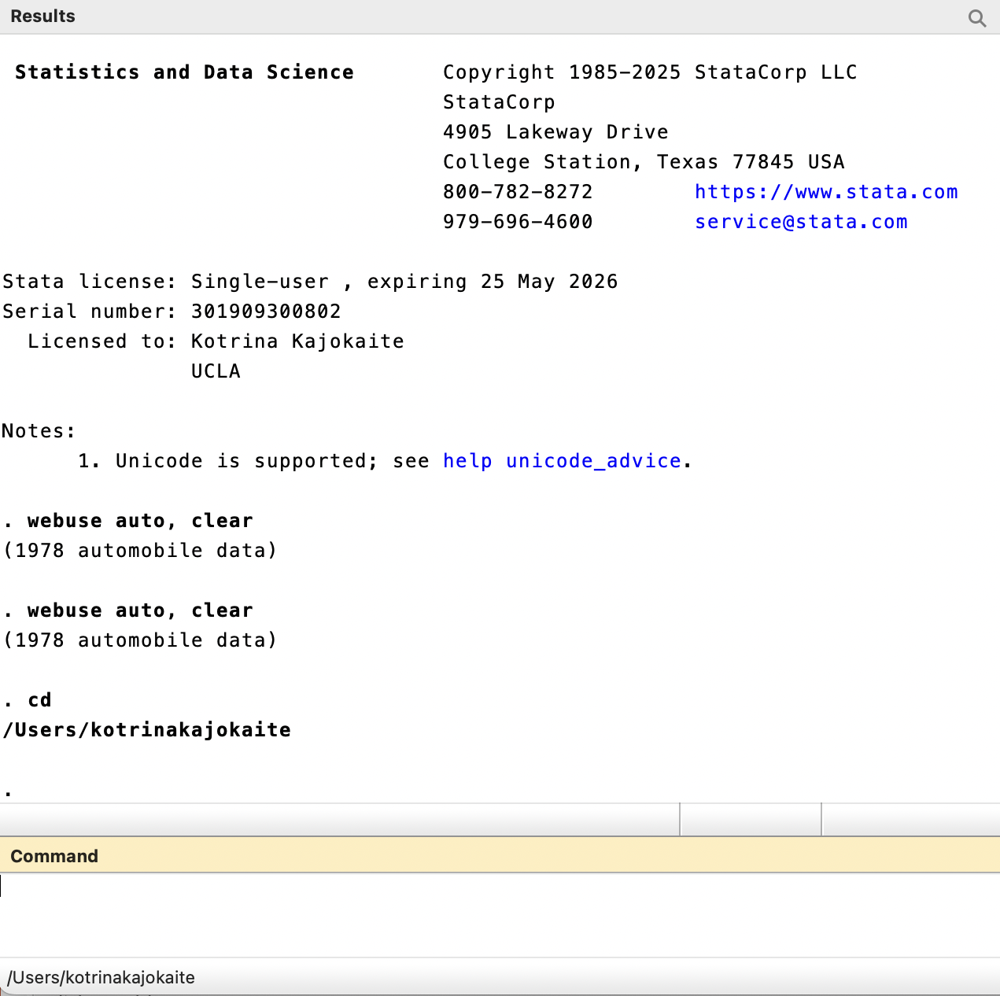 Results
Statistics and Data Science Copyright 1985-2025 StataCorp LLC
StataCorp
4905 Lakeway Drive
College Station, Texas 77845 USA
800-782-8272 https://www.stata.com
979-696-4600 service@stata.com
Stata license: Single-user , expiring 25 May 2026
Serial number: 301909300802
Licensed to: Kotrina Kajokaite
UCLA
Notes:
1. Unicode is supported; see help unicode_advice.
. webuse auto, clear
(1978 automobile data)
. webuse auto, clear
(1978 automobile data)
. cd
/Users/kotrinakajokaite
.
Command
/Users/kotrinakajokaite